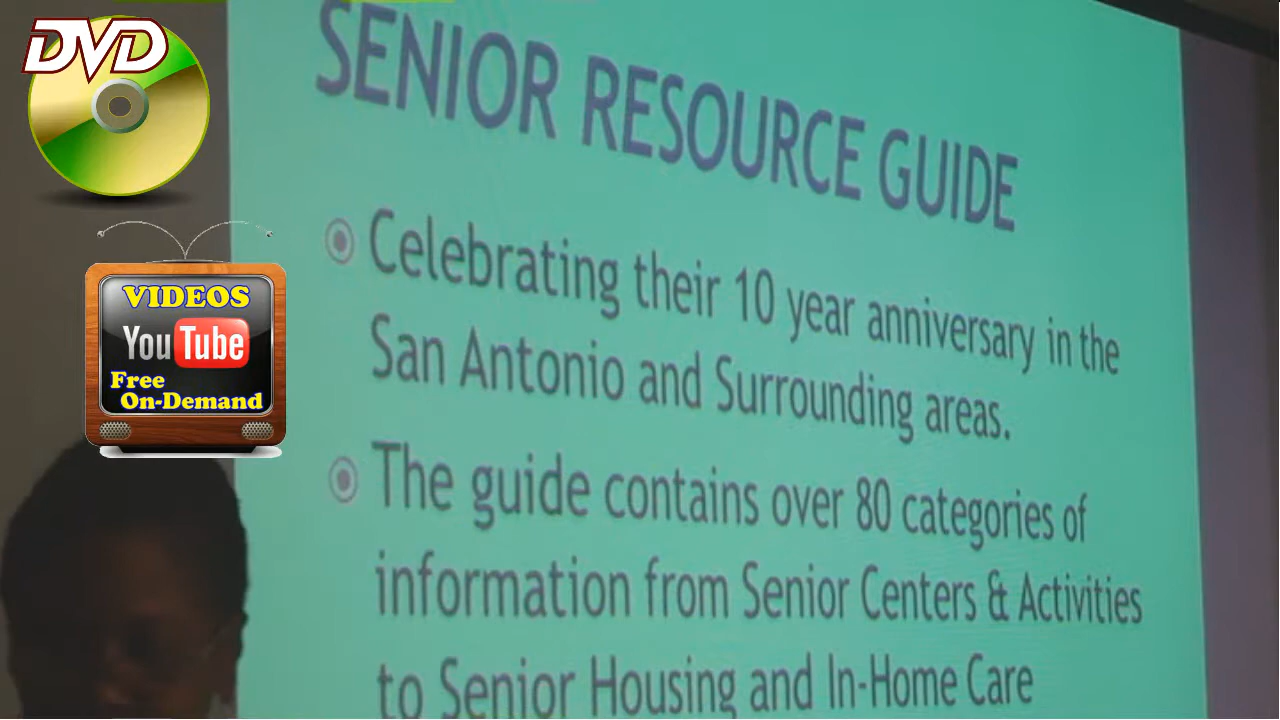 DVD
VIDEOS
YouTube
Free
On-Demand
SENIOR RESOURCE GUIDE
Celebrating their 10 year anniversary in the
San Antonio and Surrounding areas.
The guide contains over 80 categories of
information from Senior Centers & Activities
to Senior Housing and In-Home Care